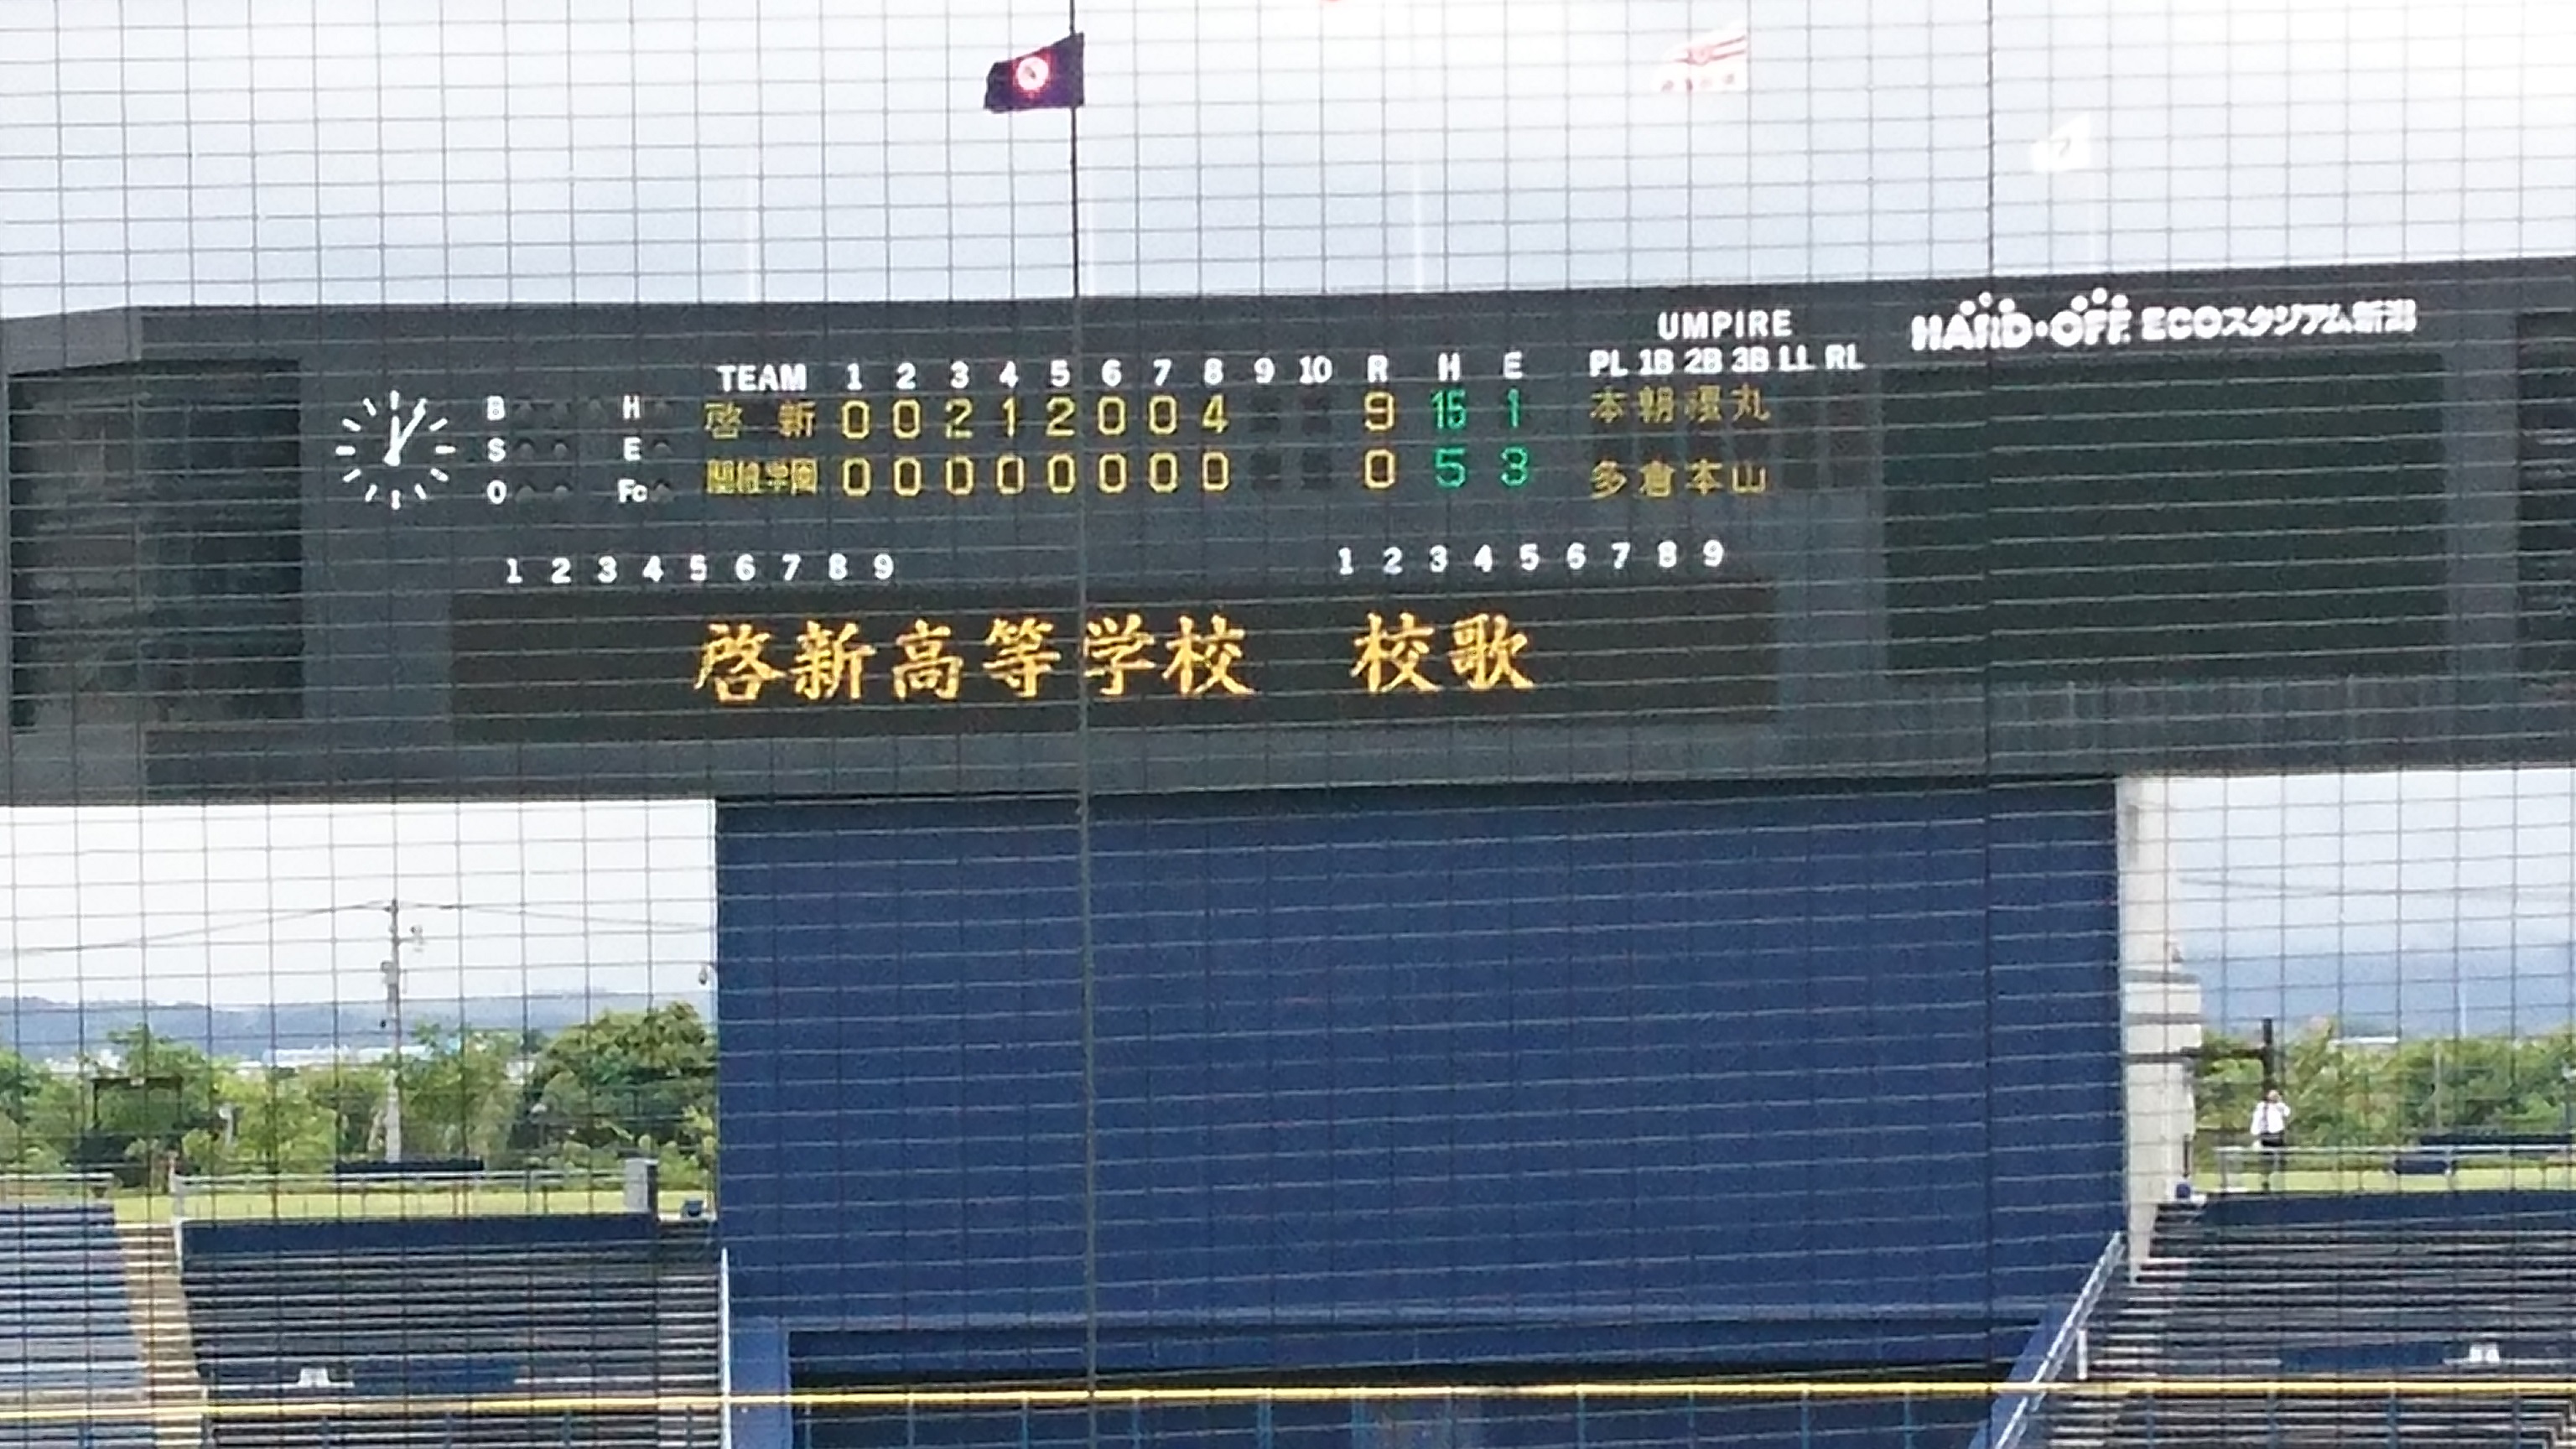 HARD・OFF ECOスタジアム新潟
UMPIRE
TEAM 1 2 3 4 5 6 7 8 9 10 R H E PL 1B 2B 3B LL RL
B H 啓新 0 0 2 1 2 0 0 4 9 15 1 本 朝 丸
S E
学園 0 0 0 0 0 0 0 0 0 5 3 多 倉 本 山
O Fc
1 2 3 4 5 6 7 8 9 1 2 3 4 5 6 7 8 9
啓新高等学校 校歌